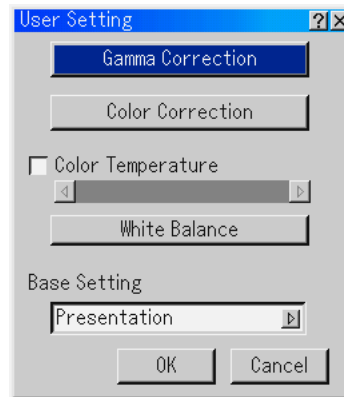 User Setting ? ×
Gamma Correction
Color Correction
Color Temperature
White Balance
Base Setting
Presentation
OK Cancel